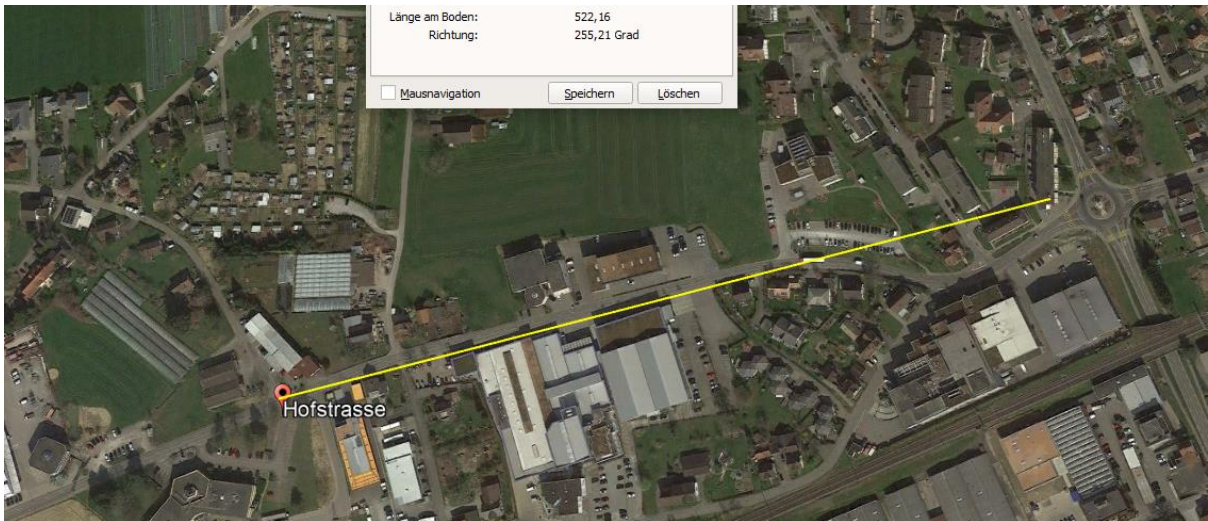 Länge am Boden: 522,16
Richtung: 255,21 Grad
Mausnavigation Speichern Löschen
Hofstrasse